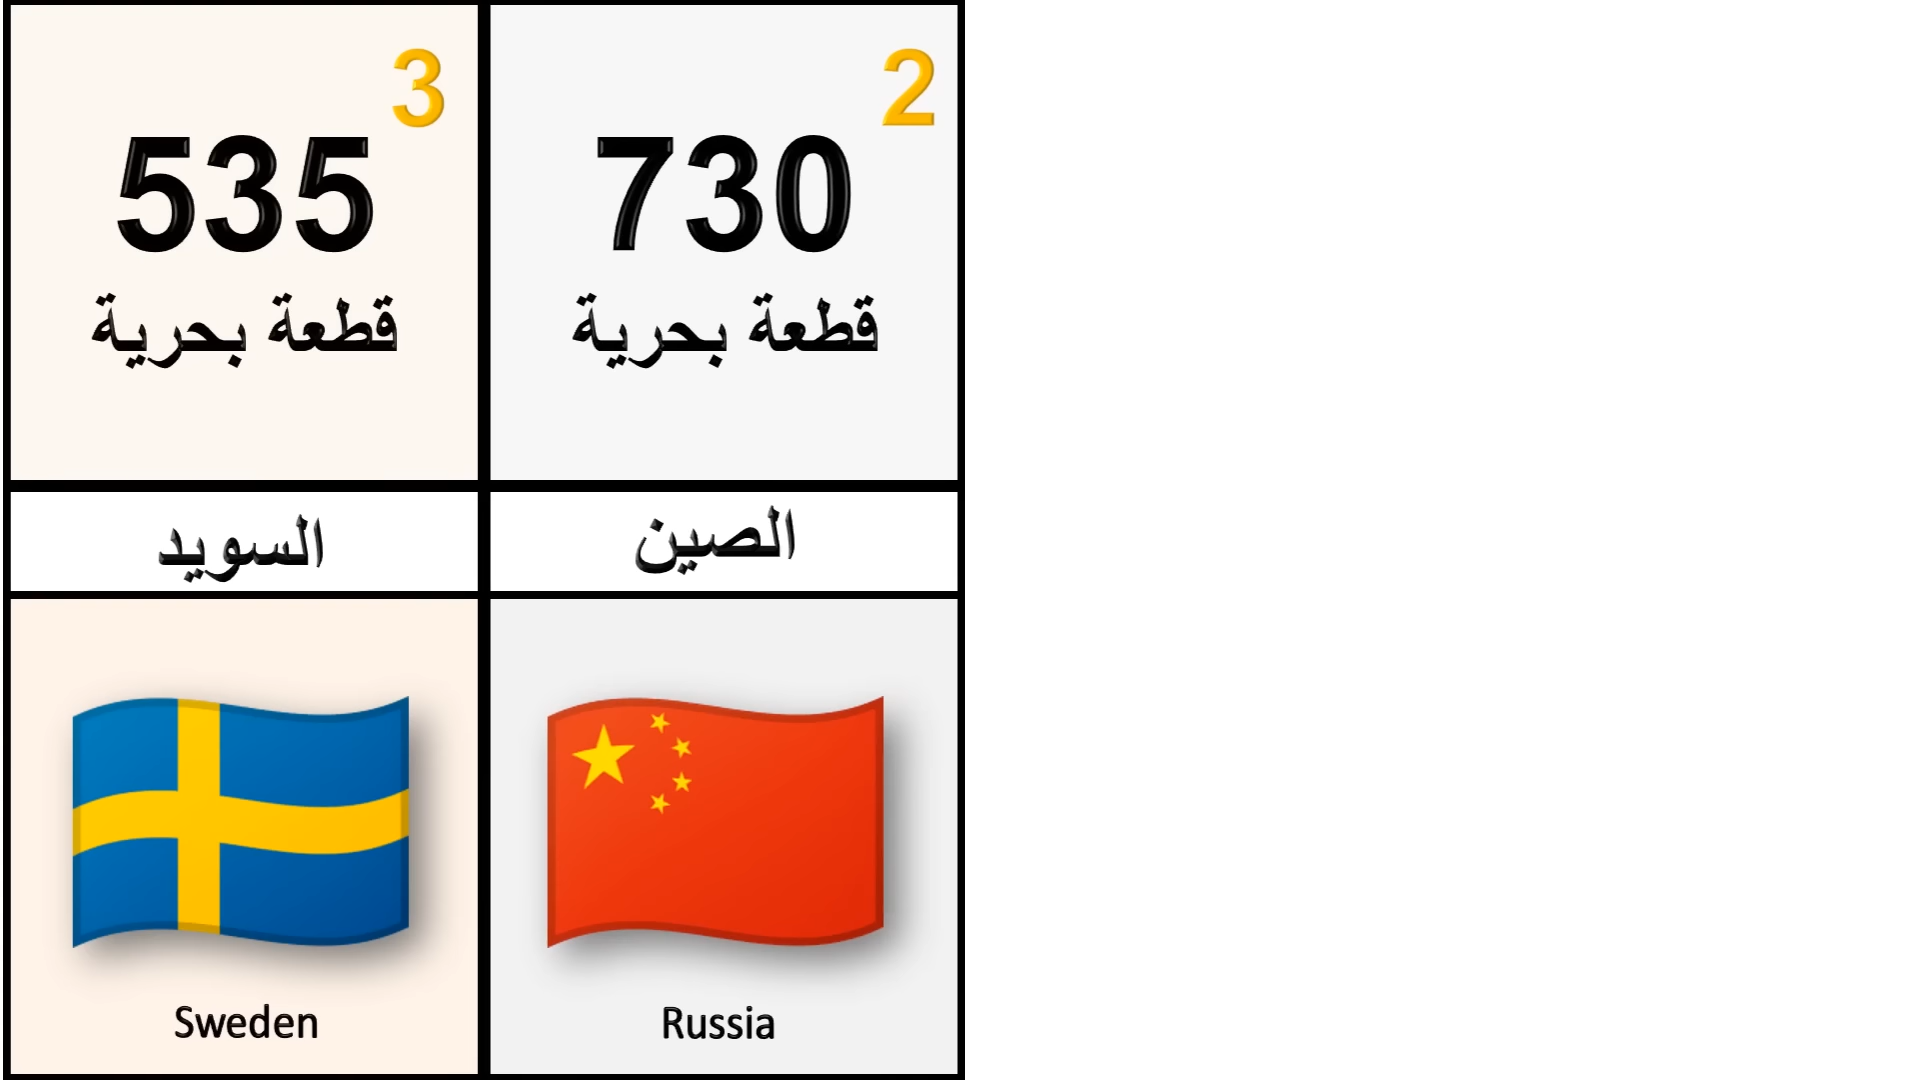 3
535
قطعة بحرية
السويد
Sweden
2
730
قطعة بحرية
الصين
Russia